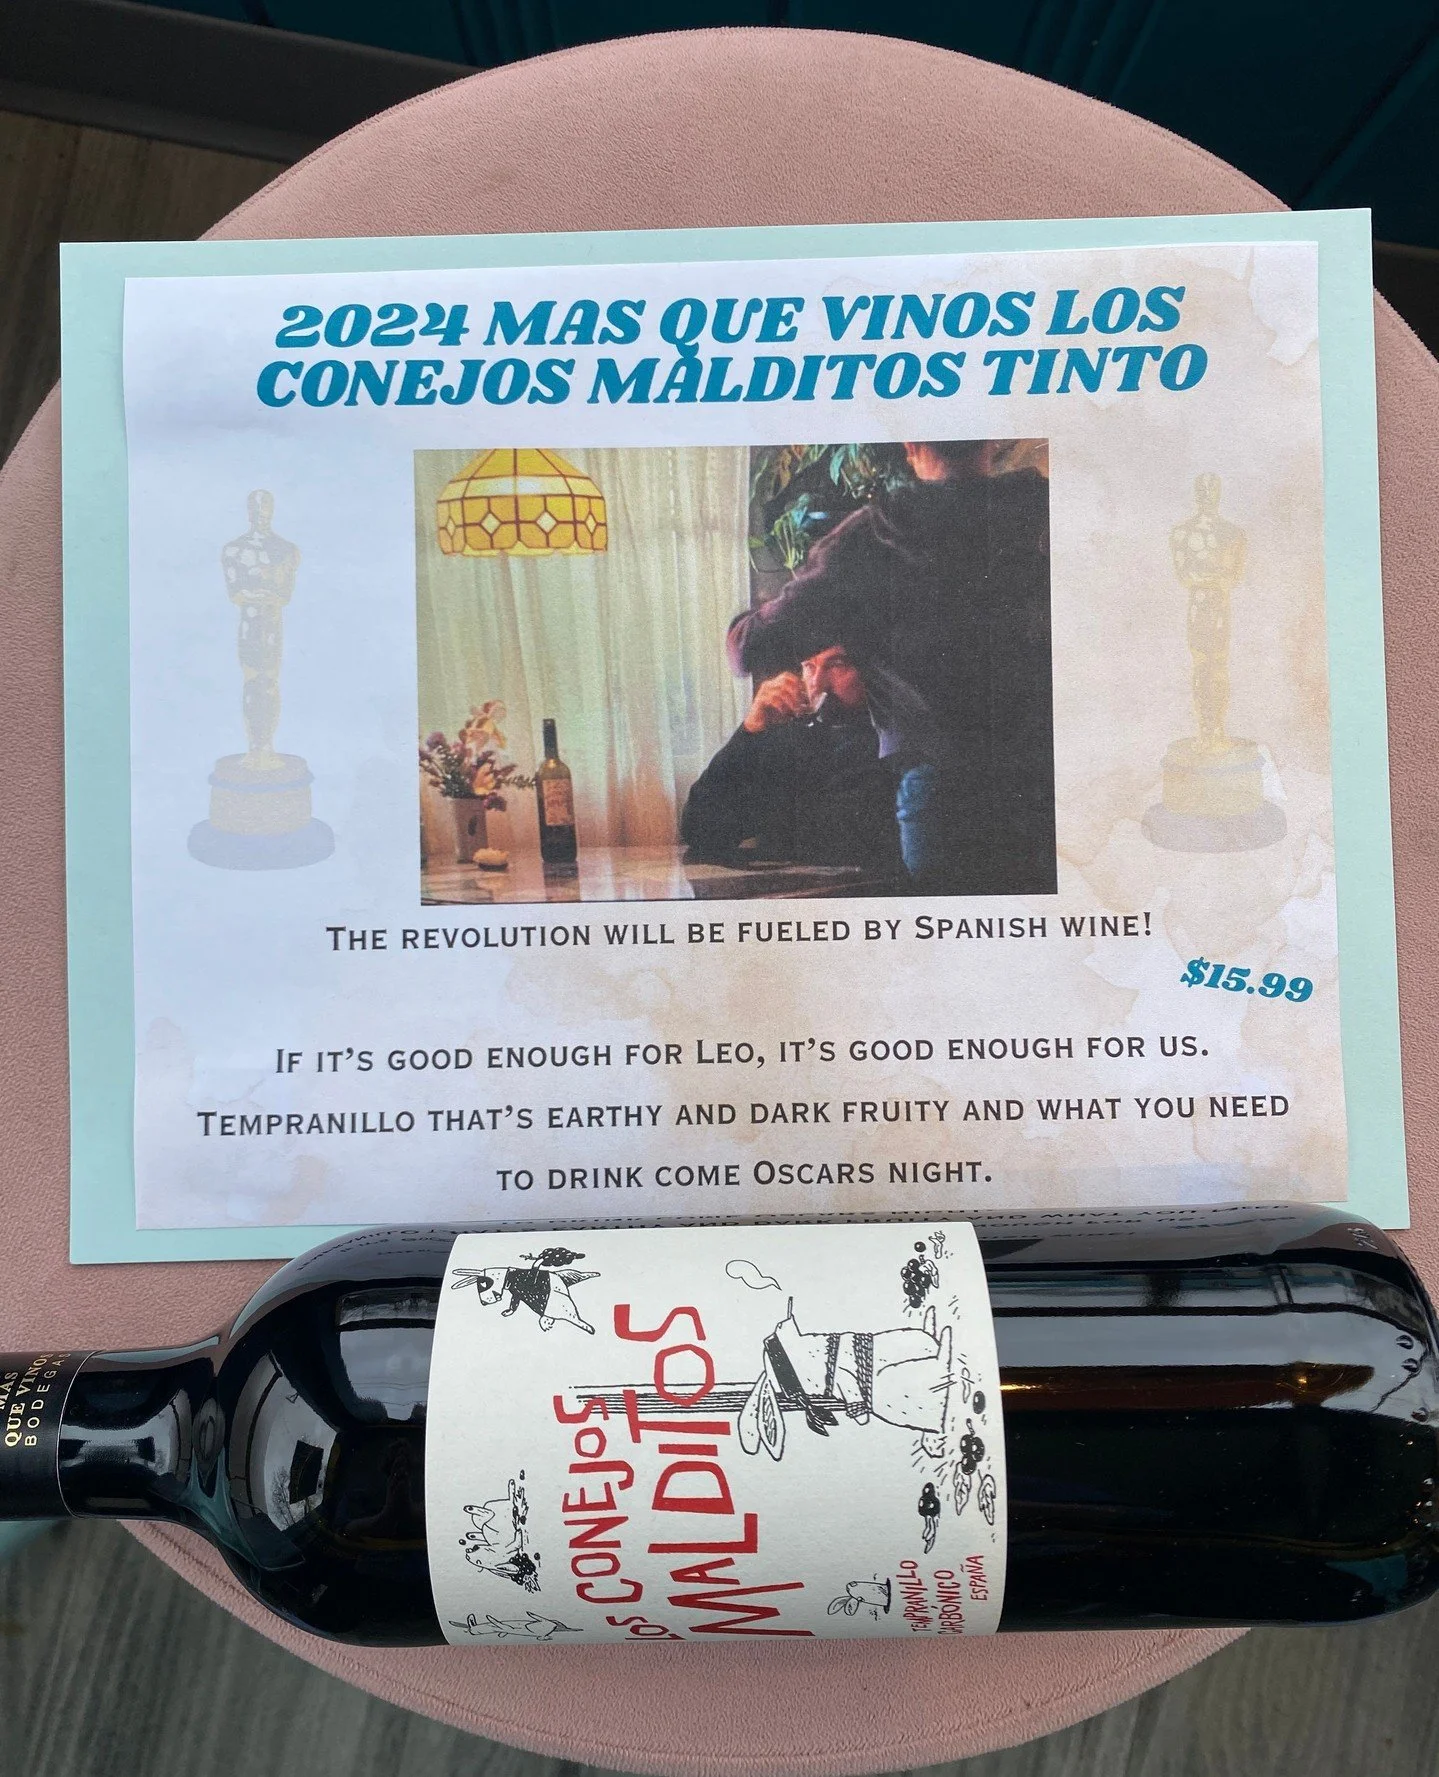 2024 MAS QUE VINOS LOS
CONEJOS MALDITOS TINTO
THE REVOLUTION WILL BE FUELED BY SPANISH WINE!
$15.99
IF IT'S GOOD ENOUGH FOR LEO, IT'S GOOD ENOUGH FOR US.
TEMPRANILLO THAT'S EARTHY AND DARK FRUITY AND WHAT YOU NEED
TO DRINK COME OSCARS NIGHT.
MAS
QUE VINOS
BODEGAS
LOS CONEJOS
MALDITOS
TEMPRANILLO
CARBÓNICO
ESPAÑA